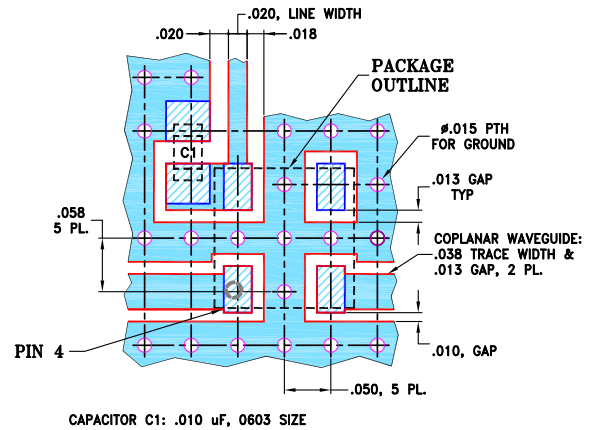 .020, LINE WIDTH
.020
.018
PACKAGE
OUTLINE
C1
ø.015 PTH
FOR GROUND
.013 GAP
TYP
.058
5 PL.
COPLANAR WAVEGUIDE:
.038 TRACE WIDTH &
.013 GAP, 2 PL.
PIN 4
.010, GAP
.050, 5 PL.
CAPACITOR C1: .010 uF, 0603 SIZE